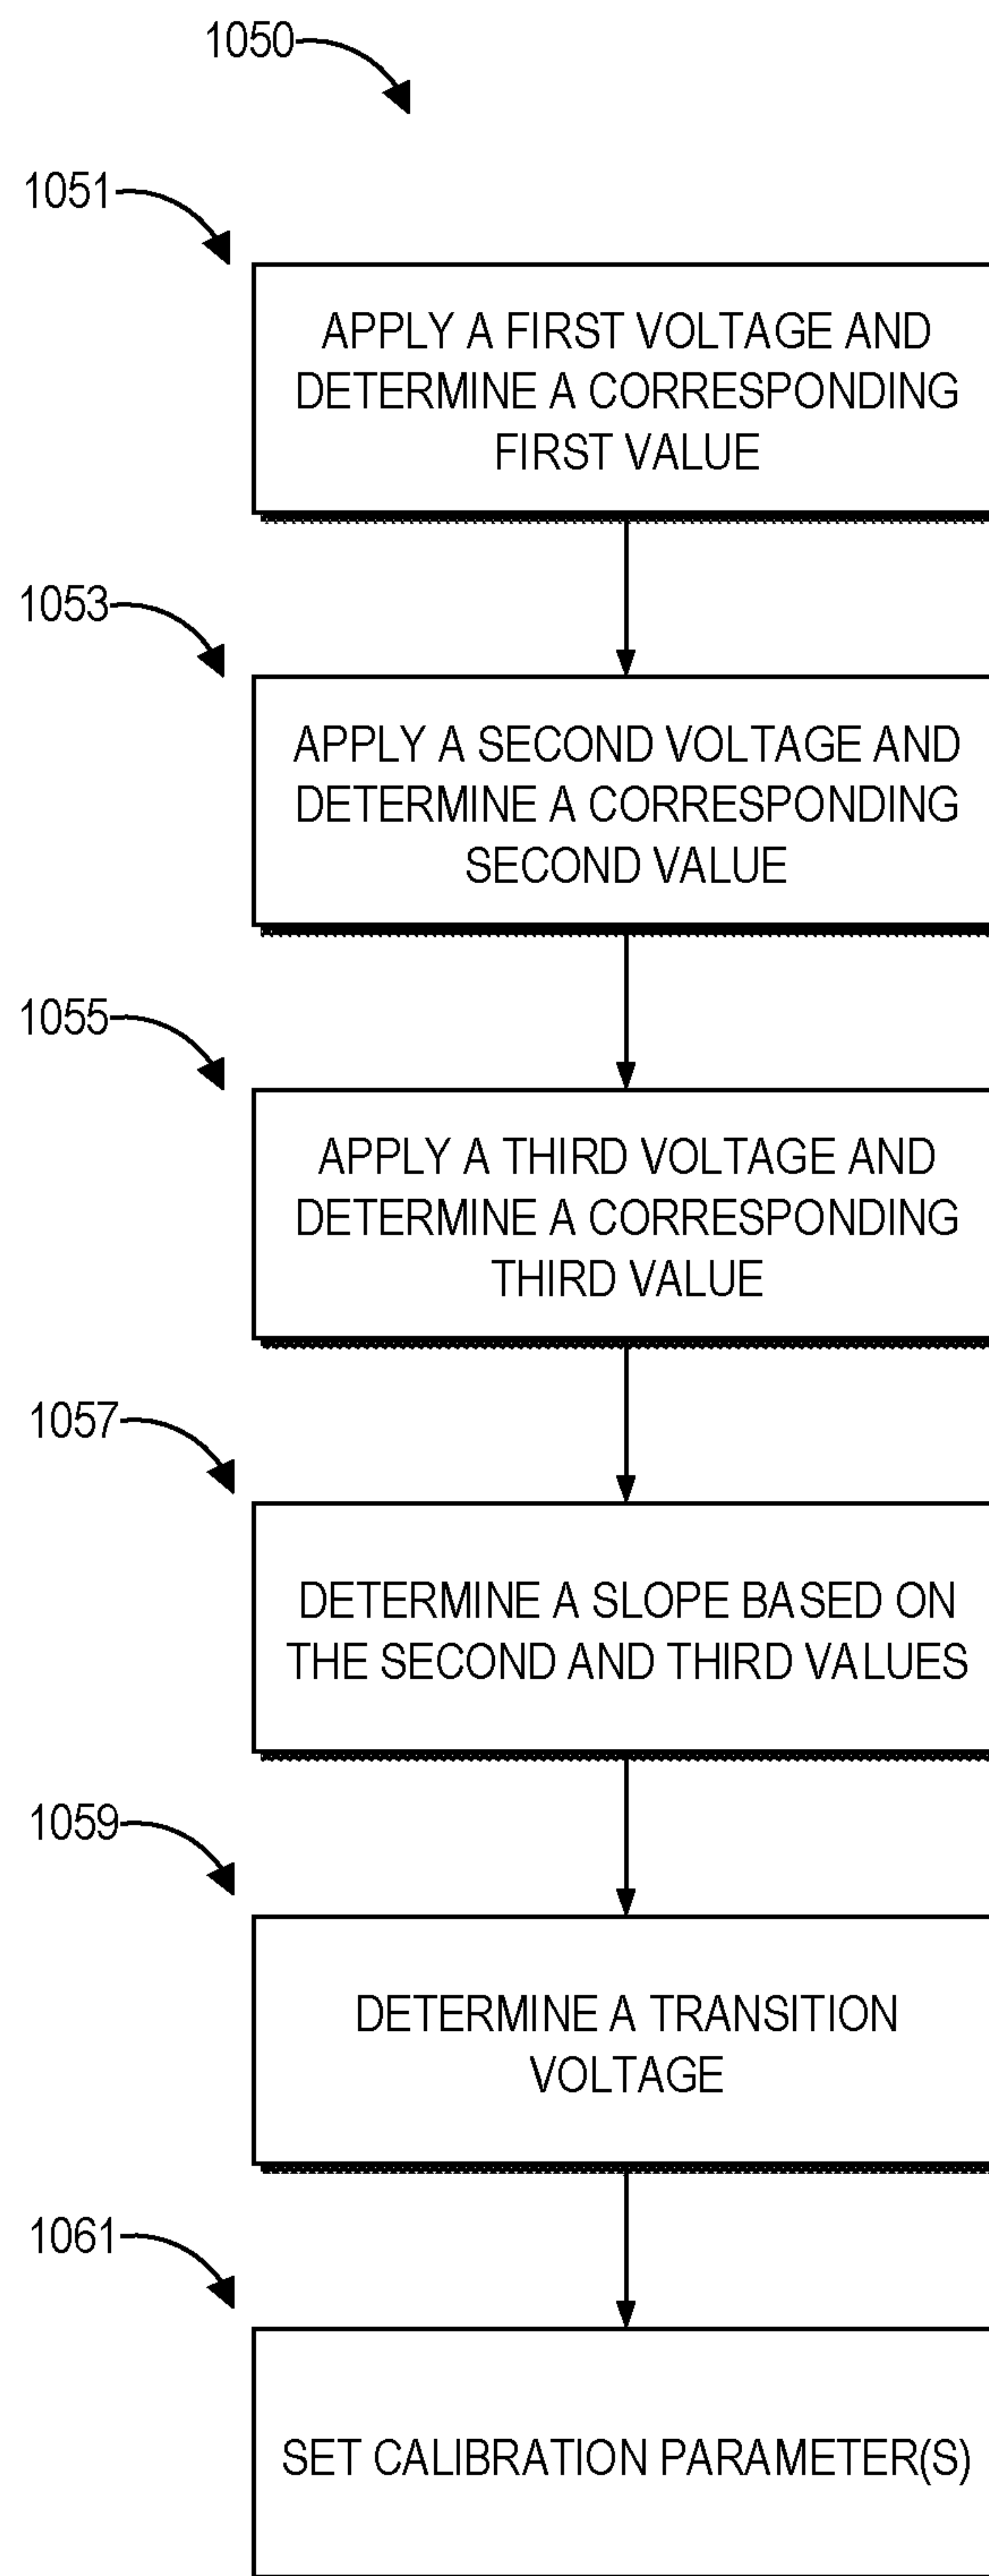 1050
1051
APPLY A FIRST VOLTAGE AND
DETERMINE A CORRESPONDING
FIRST VALUE
1053
APPLY A SECOND VOLTAGE AND
DETERMINE A CORRESPONDING
SECOND VALUE
1055
APPLY A THIRD VOLTAGE AND
DETERMINE A CORRESPONDING
THIRD VALUE
1057
DETERMINE A SLOPE BASED ON
THE SECOND AND THIRD VALUES
1059
DETERMINE A TRANSITION
VOLTAGE
1061
SET CALIBRATION PARAMETER(S)